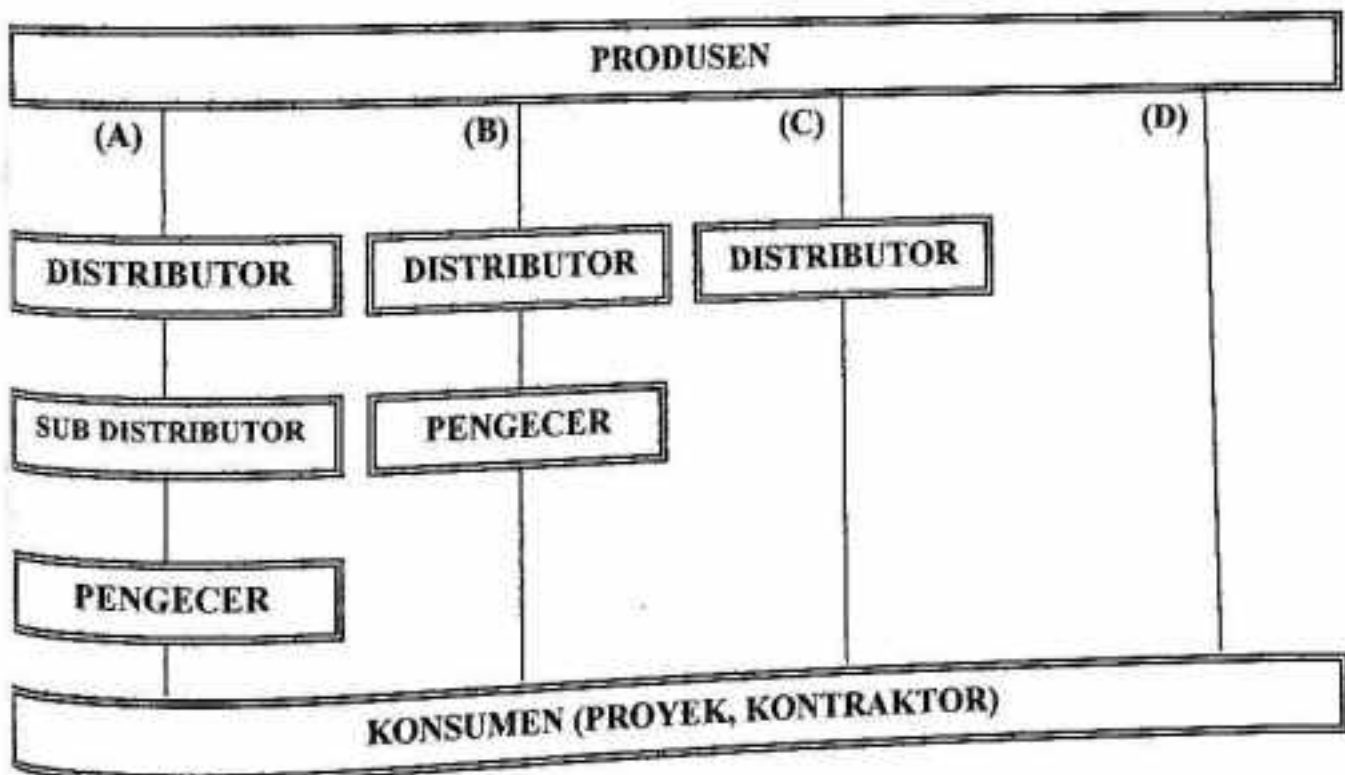 PRODUSEN
(A) (B) (C) (D)
DISTRIBUTOR DISTRIBUTOR DISTRIBUTOR
SUB DISTRIBUTOR PENGECER
PENGECER
KONSUMEN (PROYEK, KONTRAKTOR)